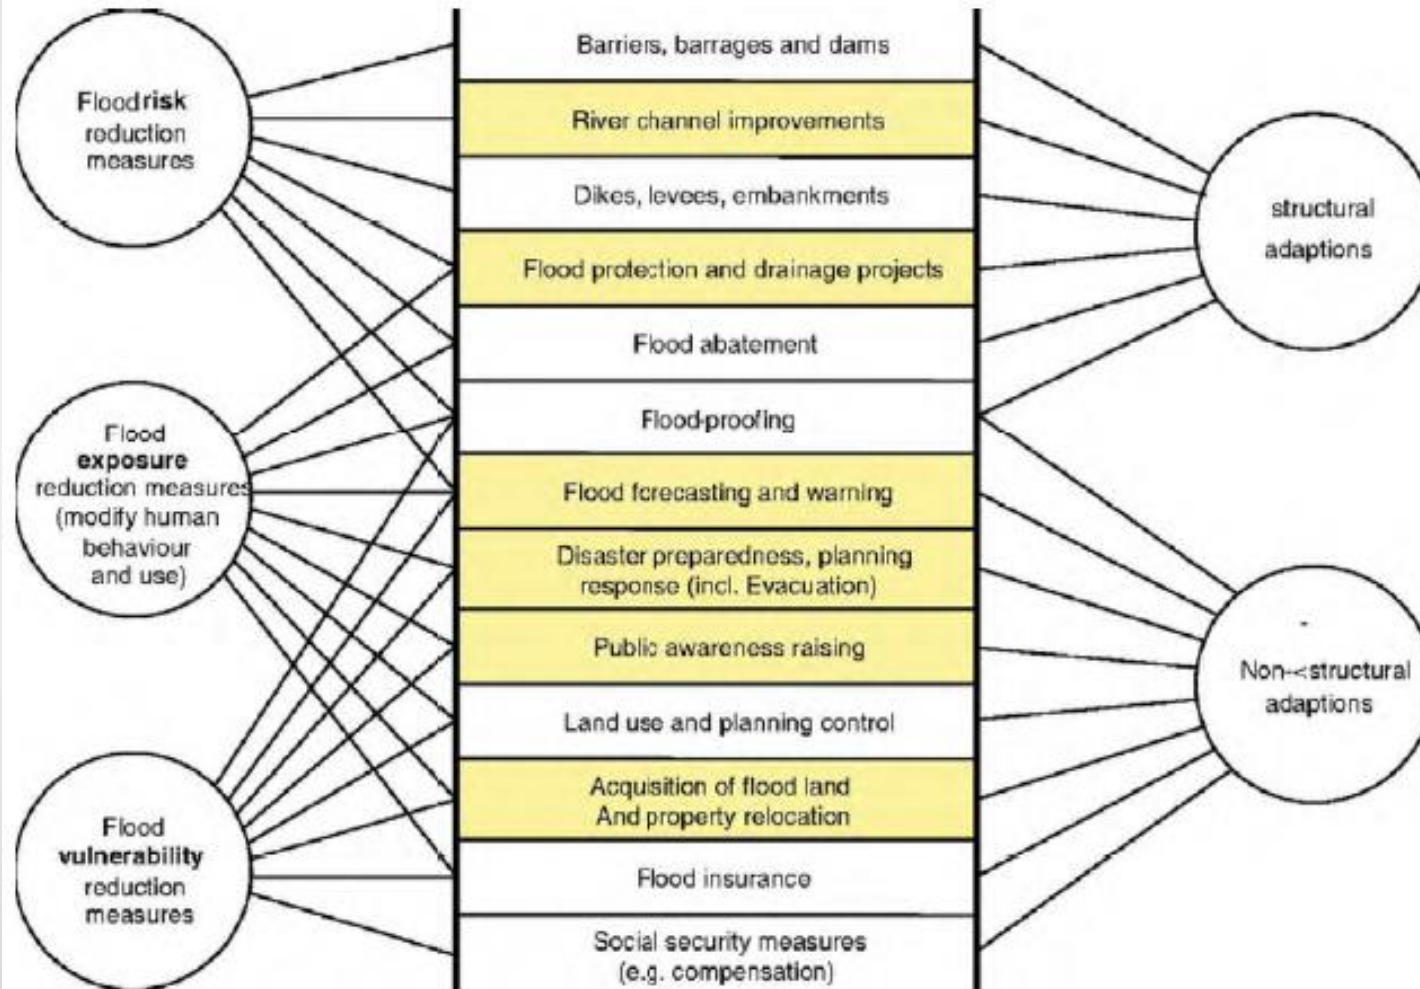 Flood risk
reduction
measures
Flood
exposure
reduction measures
(modify human
behaviour
and use)
Flood
vulnerability
reduction
measures
Barriers, barrages and dams
River channel improvements
Dikes, levees, embankments
Flood protection and drainage projects
Flood abatement
Flood-proofing
Flood forecasting and warning
Disaster preparedness, planning
response (incl. Evacuation)
Public awareness raising
Land use and planning control
Acquisition of flood land
And property relocation
Flood insurance
Social security measures
(e.g. compensation)
structural
adaptions
Non-<structural
adaptions